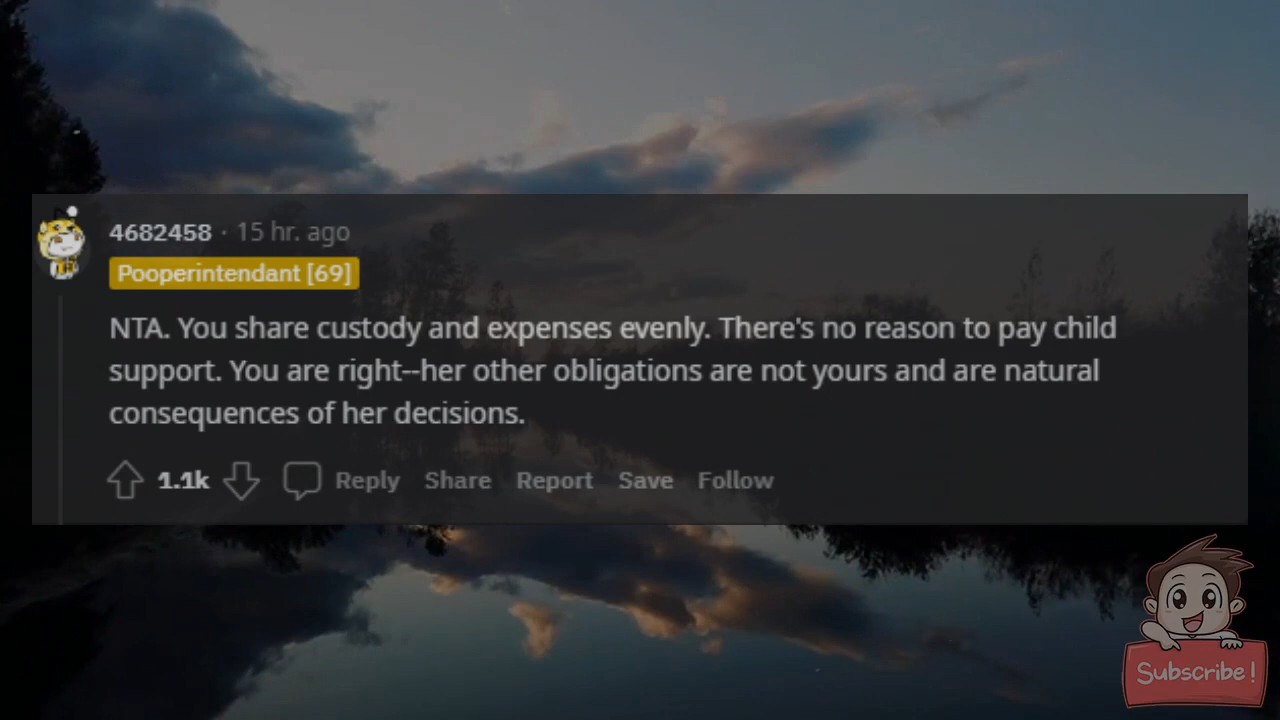 4682458 · 15 hr. ago
Pooperintendant [69]
NTA. You share custody and expenses evenly. There's no reason to pay child
support. You are right--her other obligations are not yours and are natural
consequences of her decisions.
1.1k Reply Share Report Save Follow
Subscribe!